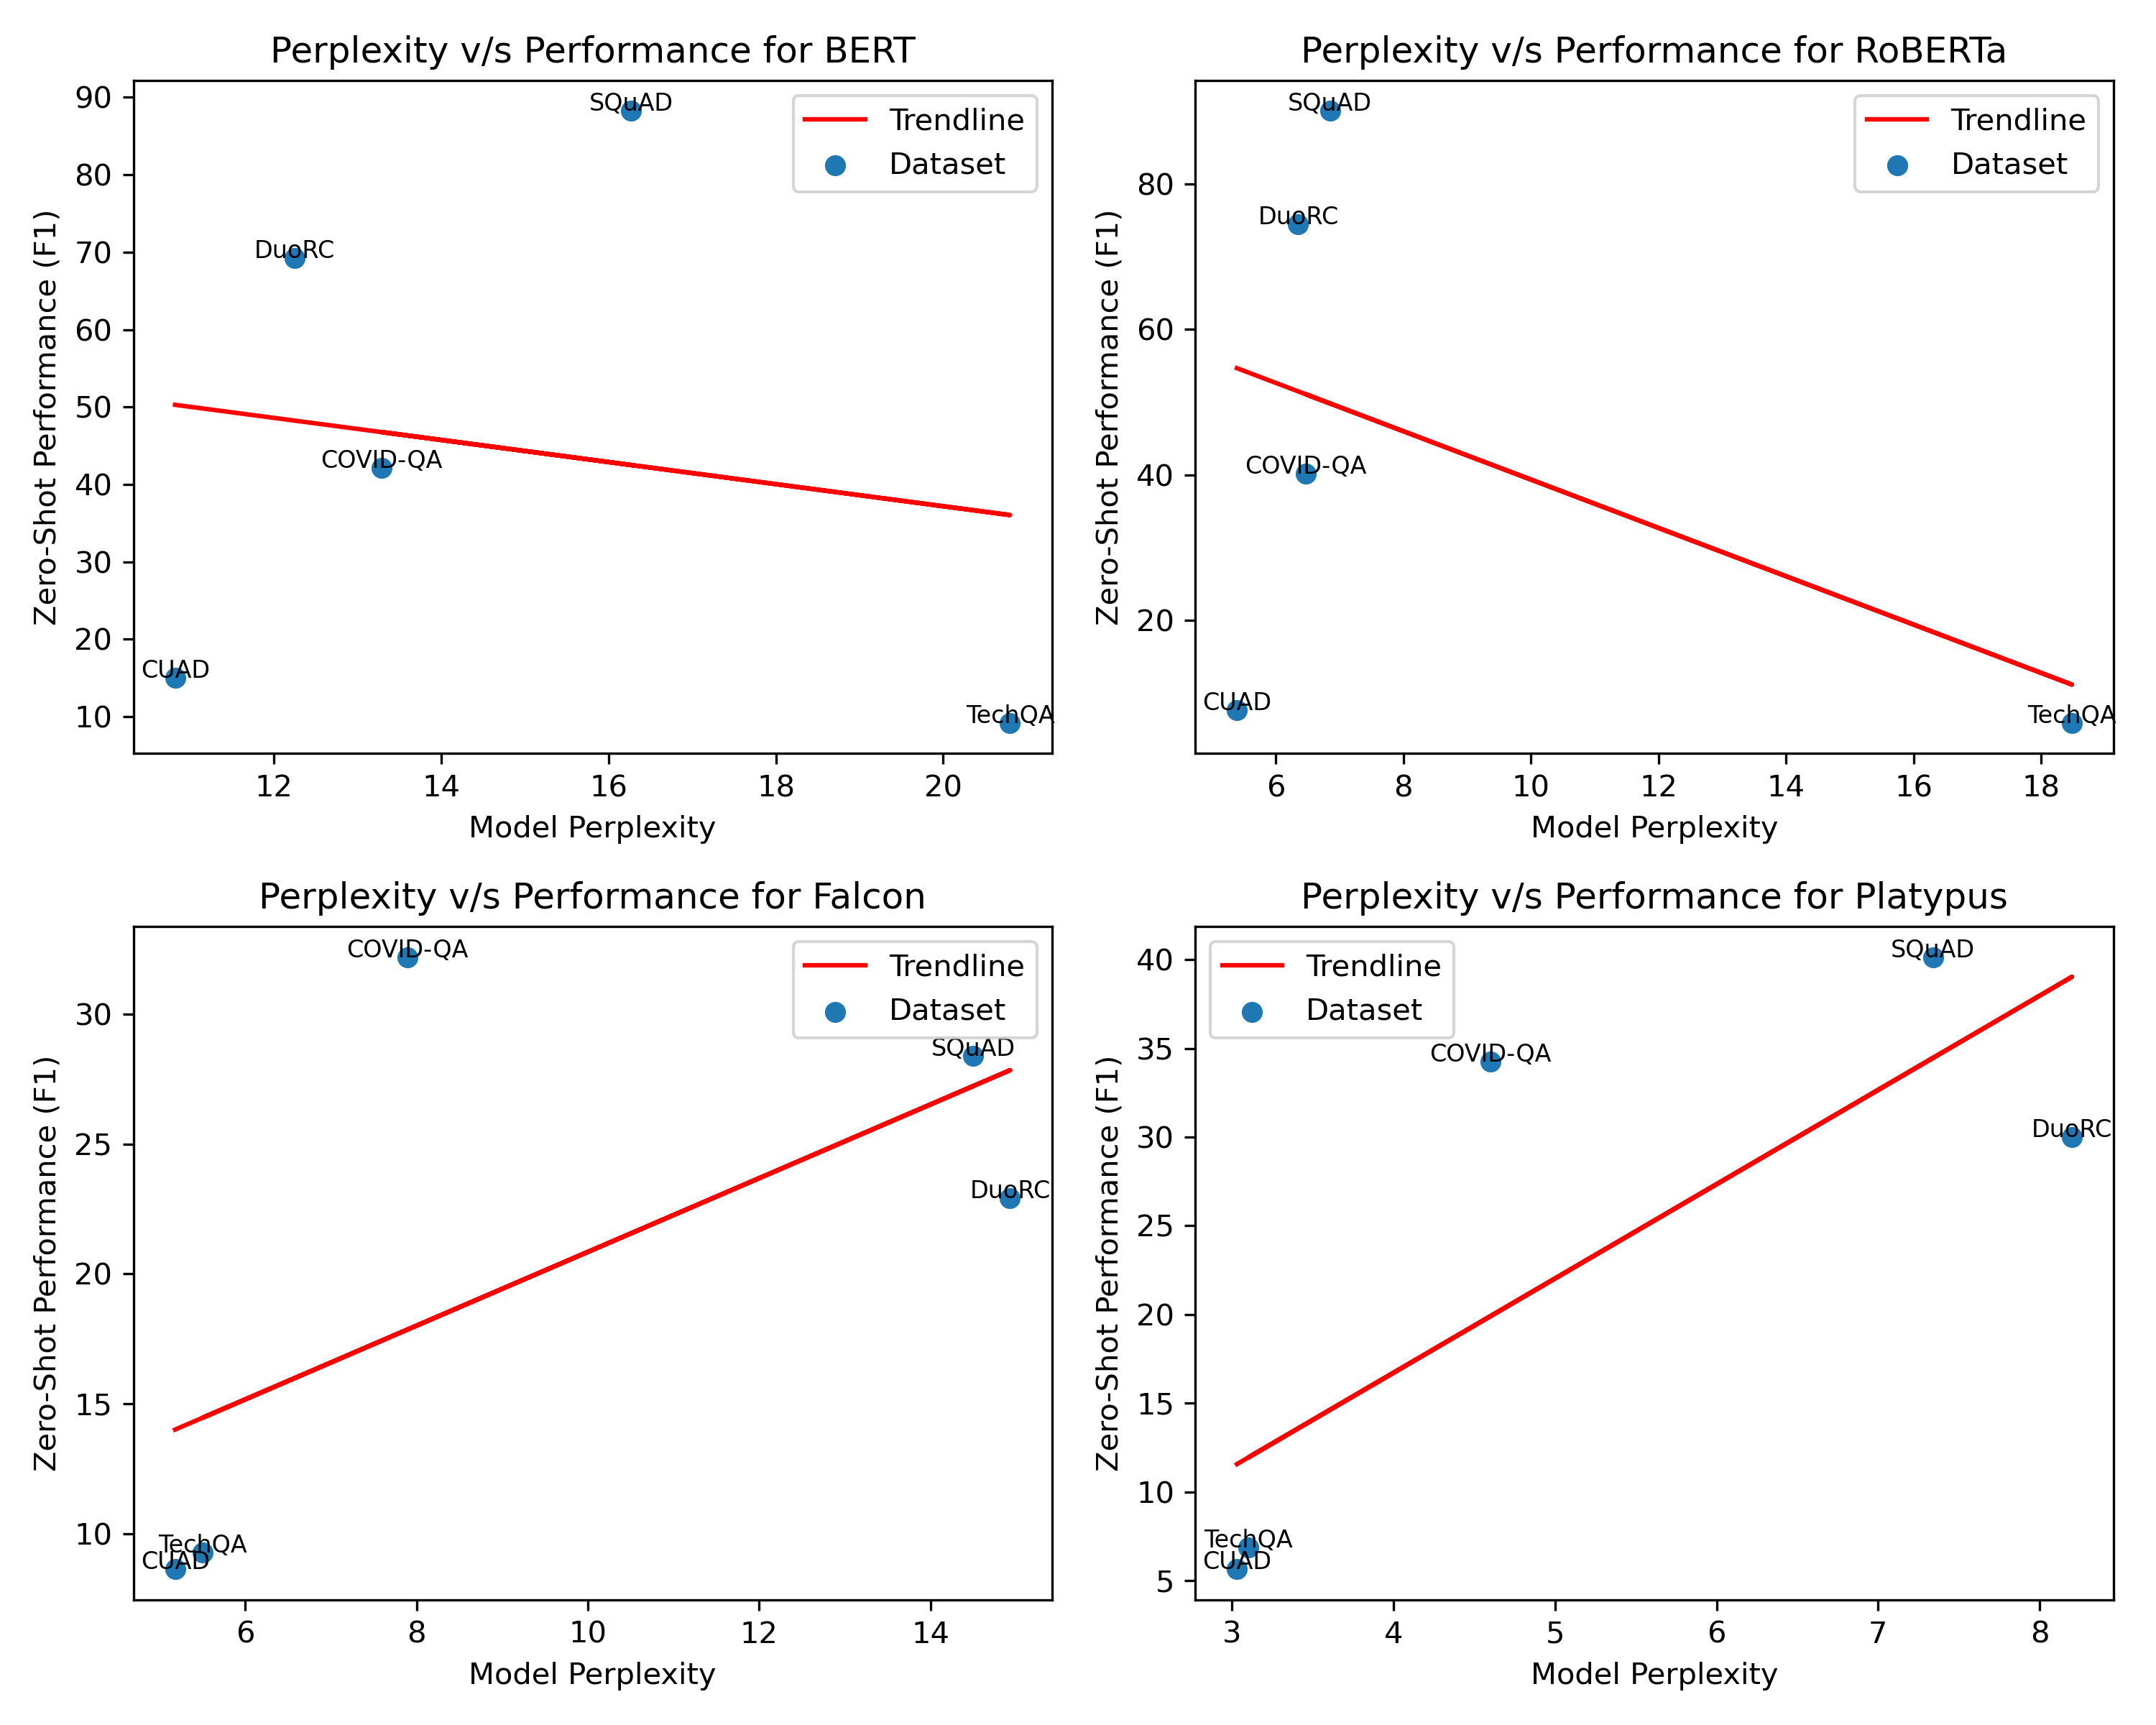 Perplexity v/s Performance for BERT
Zero-Shot Performance (F1)
90
80
70
60
50
40
30
20
10
SQuAD
DuoRC
COVID-QA
CUAD
TechQA
Trendline
Dataset
12 14 16 18 20
Model Perplexity
Perplexity v/s Performance for RoBERTa
Zero-Shot Performance (F1)
80
60
40
20
SQuAD
DuoRC
COVID-QA
CUAD
TechQA
Trendline
Dataset
6 8 10 12 14 16 18
Model Perplexity
Perplexity v/s Performance for Falcon
Zero-Shot Performance (F1)
30
25
20
15
10
COVID-QA
SQuAD
DuoRC
TechQA
CUAD
Trendline
Dataset
6 8 10 12 14
Model Perplexity
Perplexity v/s Performance for Platypus
Zero-Shot Performance (F1)
40
35
30
25
20
15
10
5
Trendline
Dataset
SQuAD
COVID-QA
DuoRC
TechQA
CUAD
3 4 5 6 7 8
Model Perplexity